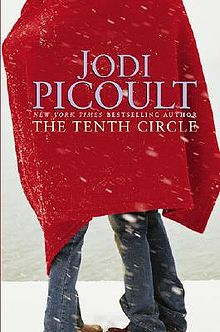 JODI
PICOULT
NEW YORK TIMES BESTSELLING AUTHOR
THE TENTH CIRCLE